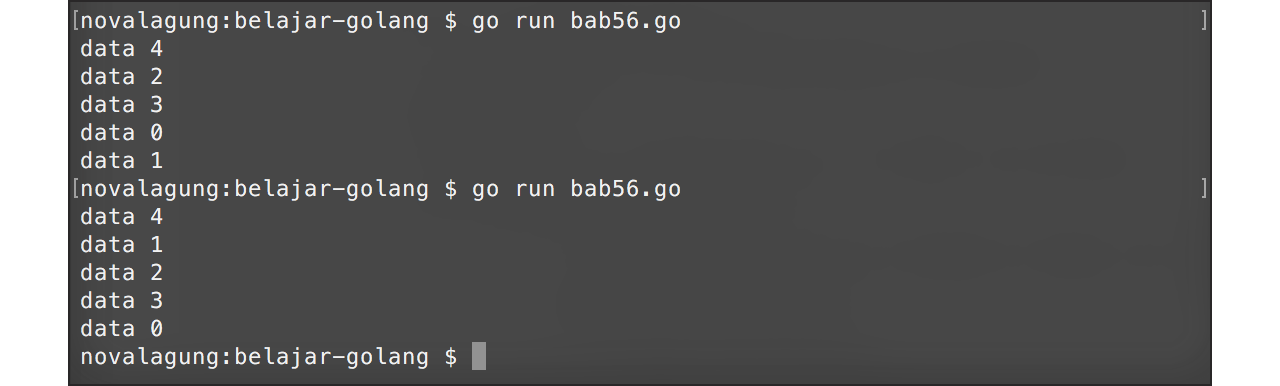 [novalagung:belajar-golang $ go run bab56.go ]
data 4
data 2
data 3
data 0
data 1
[novalagung:belajar-golang $ go run bab56.go ]
data 4
data 1
data 2
data 3
data 0
novalagung:belajar-golang $